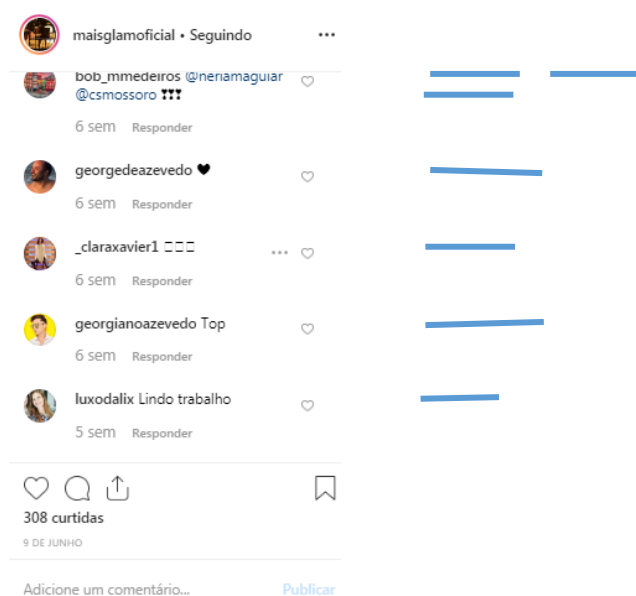 maisglamoficial • Seguindo
bob_mmedeiros @neriamaguiar
@csmossoro ❣❣❣
6 sem Responder
georgedeazevedo ♥
6 sem Responder
_claraxavier1 □□□
6 sem Responder
georgianoazevedo Top
6 sem Responder
luxodalix Lindo trabalho
5 sem Responder
308 curtidas
9 DE JUNHO
Adicione um comentário... Publicar